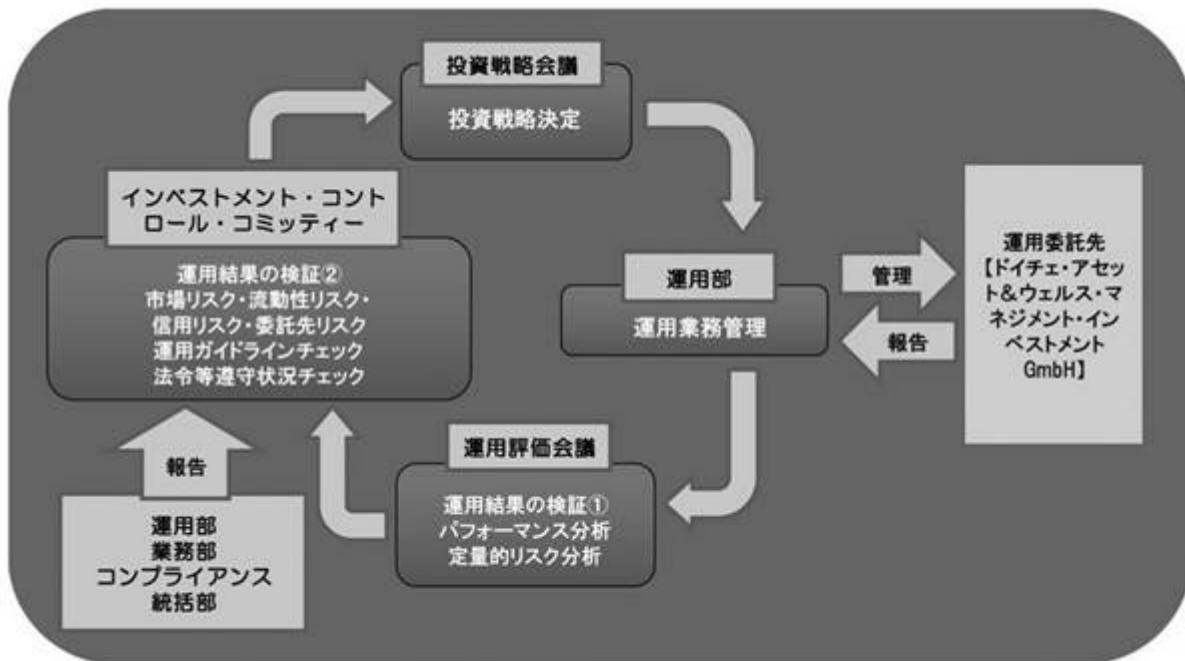 投資戦略会議
投資戦略決定
インベストメント・コント
ロール・コミッティー
運用結果の検証②
市場リスク・流動性リスク・
信用リスク・委託先リスク
運用ガイドラインチェック
法令等遵守状況チェック
運用部
運用業務管理
管理
報告
運用委託先
【ドイチェ・アセッ
ト&ウェルス・マ
ネジメント・イン
ベストメント
GmbH】
運用評価会議
運用結果の検証①
パフォーマンス分析
定量的リスク分析
報告
運用部
業務部
コンプライアンス
統括部